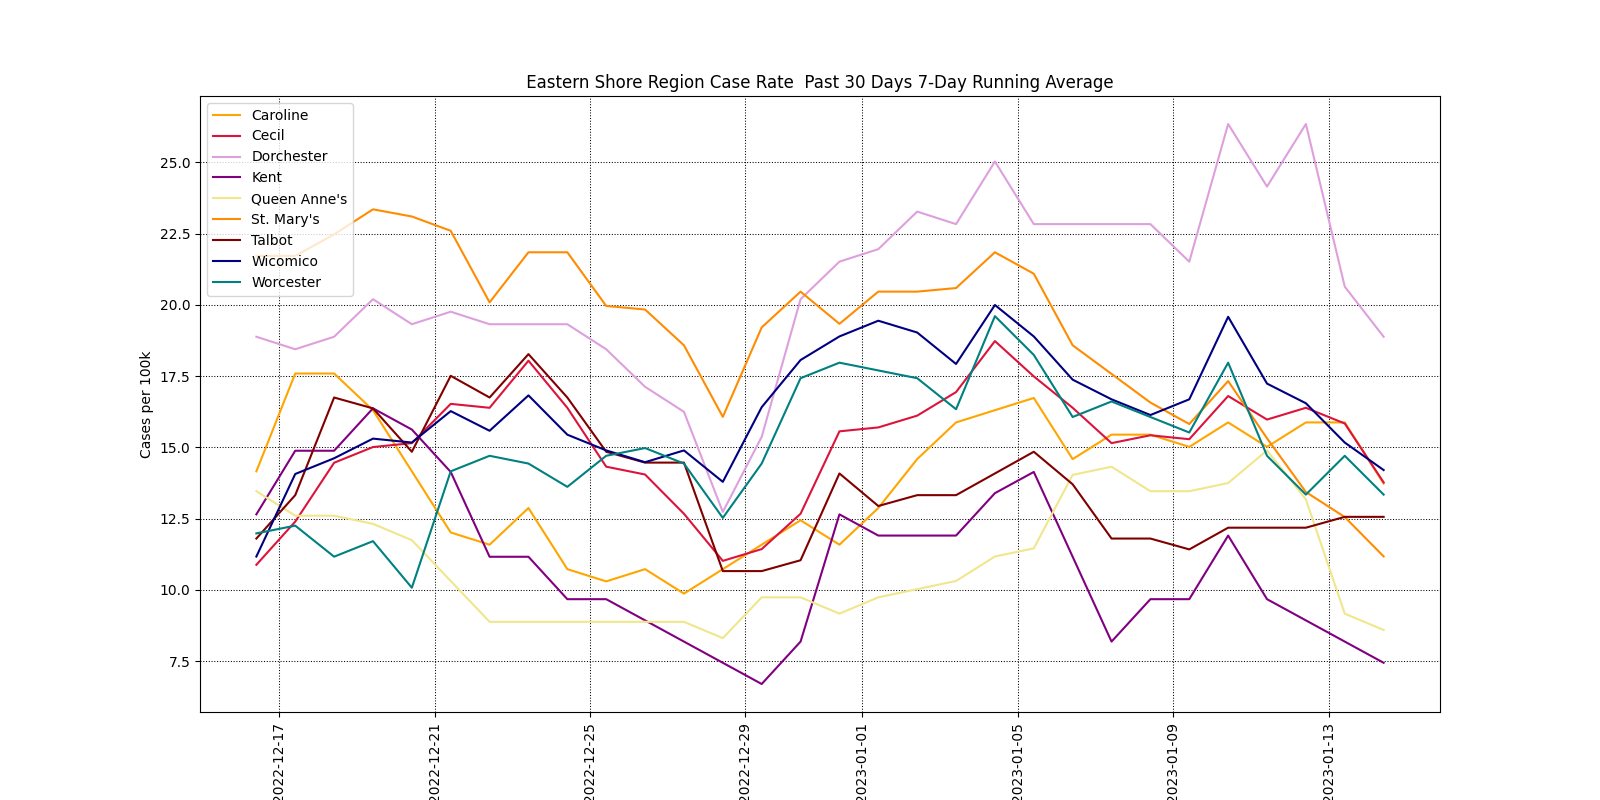 Eastern Shore Region Case Rate  Past 30 Days 7-Day Running Average
Caroline
Cecil
Dorchester
Kent
Queen Anne's
St. Mary's
Talbot
Wicomico
Worcester
Cases per 100k
25.0
22.5
20.0
17.5
15.0
12.5
10.0
7.5
2022-12-17
2022-12-21
2022-12-25
2022-12-29
2023-01-01
2023-01-05
2023-01-09
2023-01-13